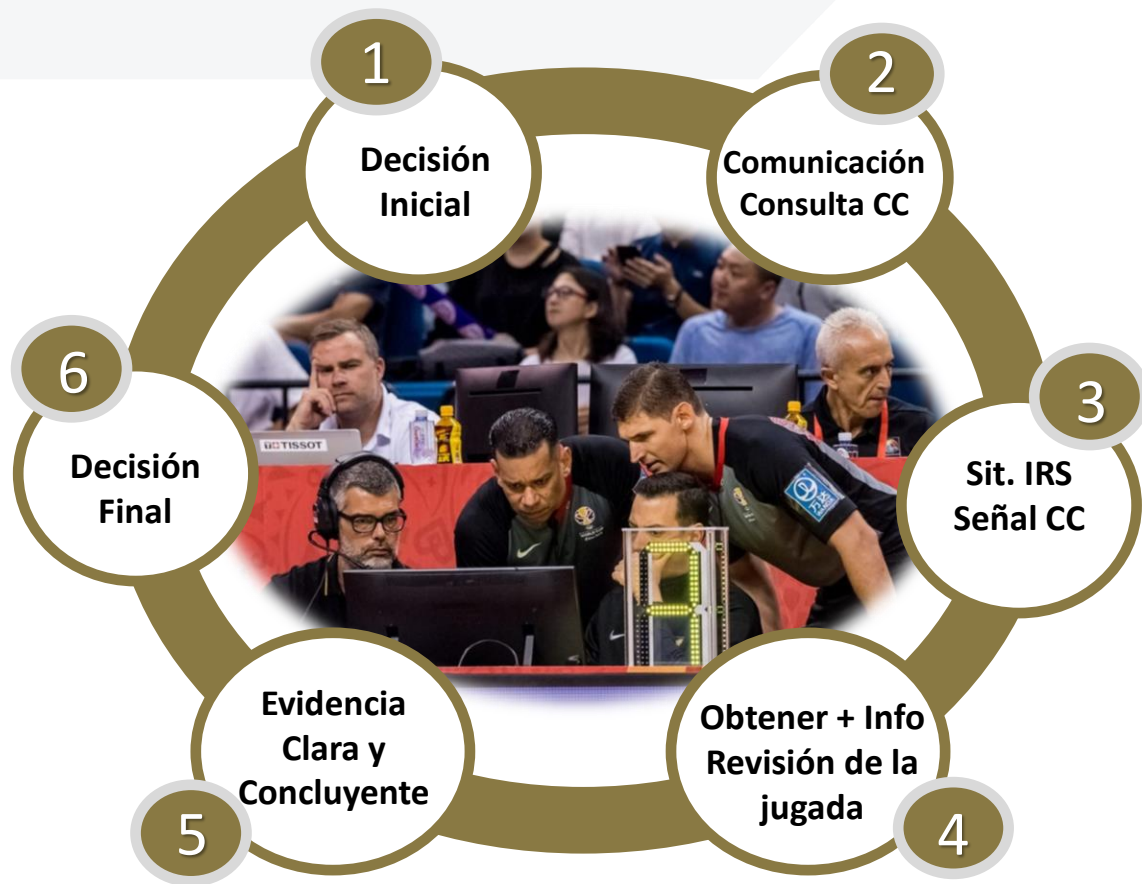 1
Decisión
Inicial
2
Comunicación
Consulta CC
3
Sit. IRS
Señal CC
Obtener + Info
Revisión de la
jugada
4
Evidencia
Clara y
Concluyente
5
6
Decisión
Final
TISSOT